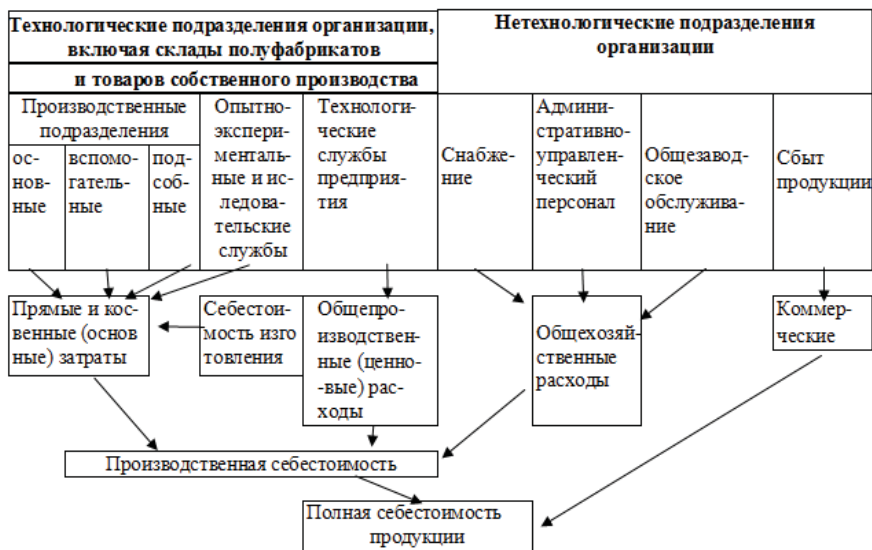 Технологические подразделения организации,
включая склады полуфабрикатов
и товаров собственного производства
Нетехнологические подразделения
организации
Производственные
подразделения
ос-
нов-
ные
вспомо-
гатель-
ные
под-
соб-
ные
Опытно-
экспери-
менталь-
ные и ис-
ледова-
тельские
службы
Технологи-
ческие
службы
предприя-
тия
Снабже-
ние
Админи-
стративно-
управлен-
ческий
персонал
Общезавод-
ское
обслужива-
ние
Сбыт
продукции
Прямые и кос-
венные (основ
ные) затраты
Себестои-
мость изго
товления
Общепро-
изводствен-
ные (ценно-
-вые) рас-
ходы
Общехозяй-
ственные
расходы
Коммер-
ческие
Производственная себестоимость
Полная себестоимость
продукции